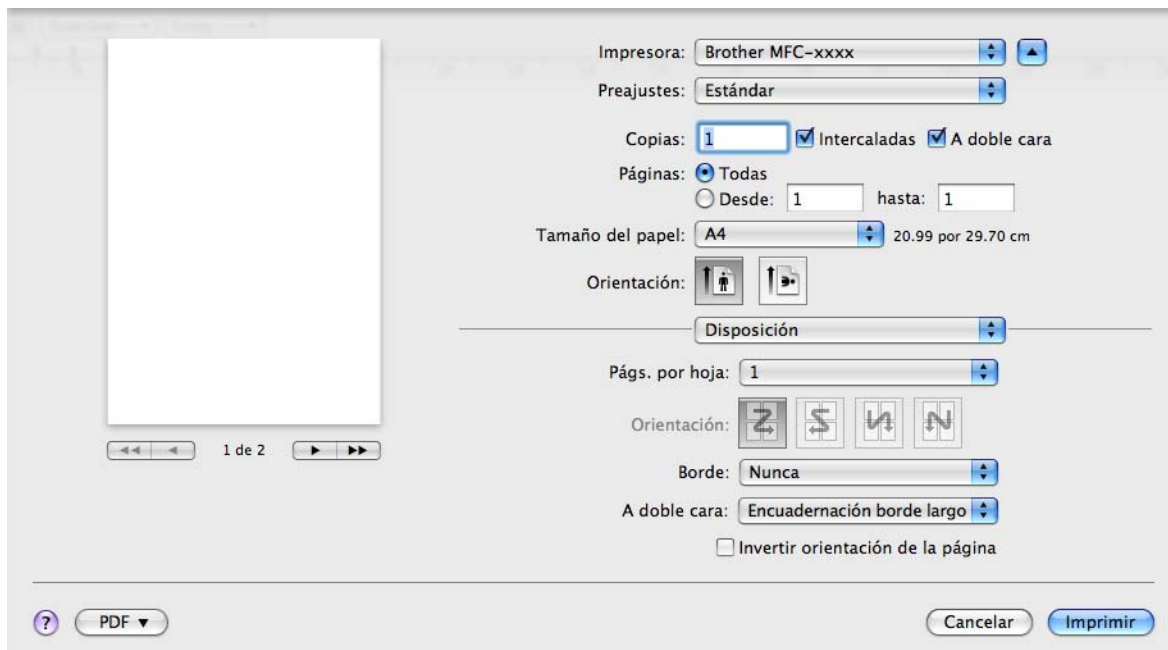 Impresora: Brother MFC-xxxx
Preajustes: Estándar
Copias: 1 Intercaladas A doble cara
Páginas: Todas
Desde: 1 hasta: 1
Tamaño del papel: A4 20.99 por 29.70 cm
Orientación:
Disposición
Págs. por hoja: 1
Orientación:
Borde: Nunca
A doble cara: Encuadernación borde largo
Invertir orientación de la página
1 de 2
? PDF Cancelar Imprimir